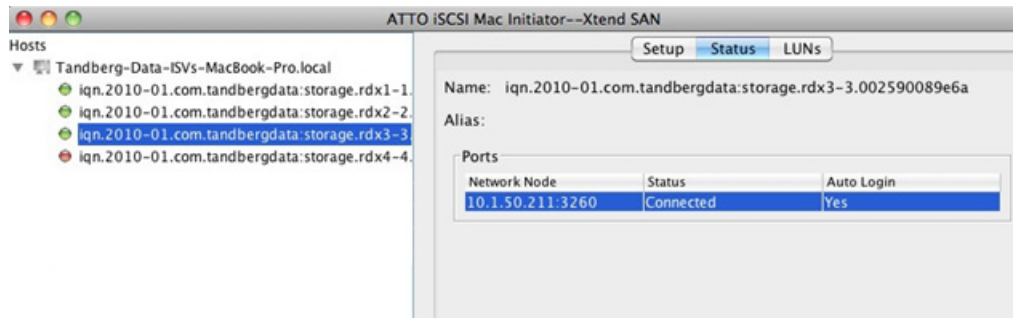 ATTO iSCSI Mac Initiator--Xtend SAN
Hosts
Tandberg-Data-ISVs-MacBook-Pro.local
iqn.2010-01.com.tandbergdata:storage.rdx1-1.
iqn.2010-01.com.tandbergdata:storage.rdx2-2.
iqn.2010-01.com.tandbergdata:storage.rdx3-3.
iqn.2010-01.com.tandbergdata:storage.rdx4-4.
Setup Status LUNs
Name: iqn.2010-01.com.tandbergdata:storage.rdx3-3.002590089e6a
Alias:
Ports
Network Node Status Auto Login
10.1.50.211:3260 Connected Yes